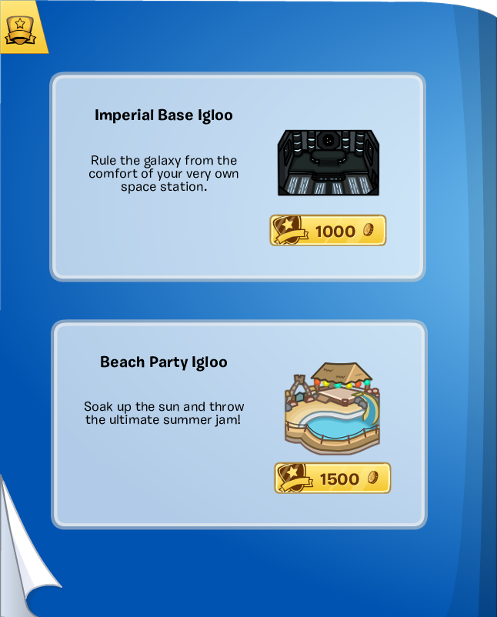 Imperial Base Igloo
Rule the galaxy from the
comfort of your very own
space station.
1000
Beach Party Igloo
Soak up the sun and throw
the ultimate summer jam!
1500